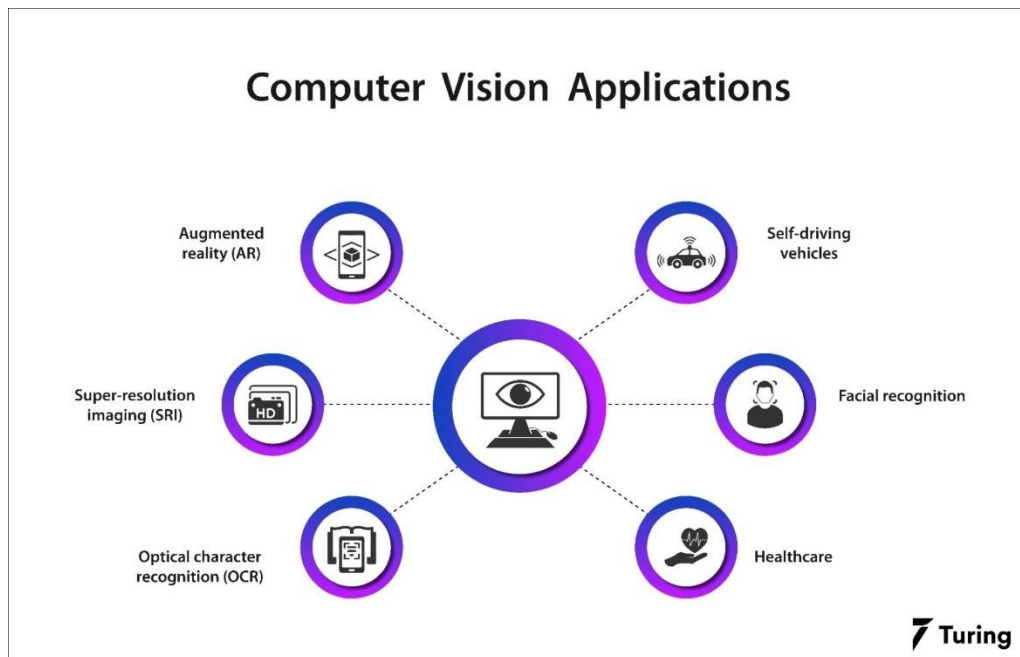 Computer Vision Applications
Augmented
reality (AR)
Self-driving
vehicles
Super-resolution
imaging (SRI)
HD
Facial recognition
Optical character
recognition (OCR)
Healthcare
Turing